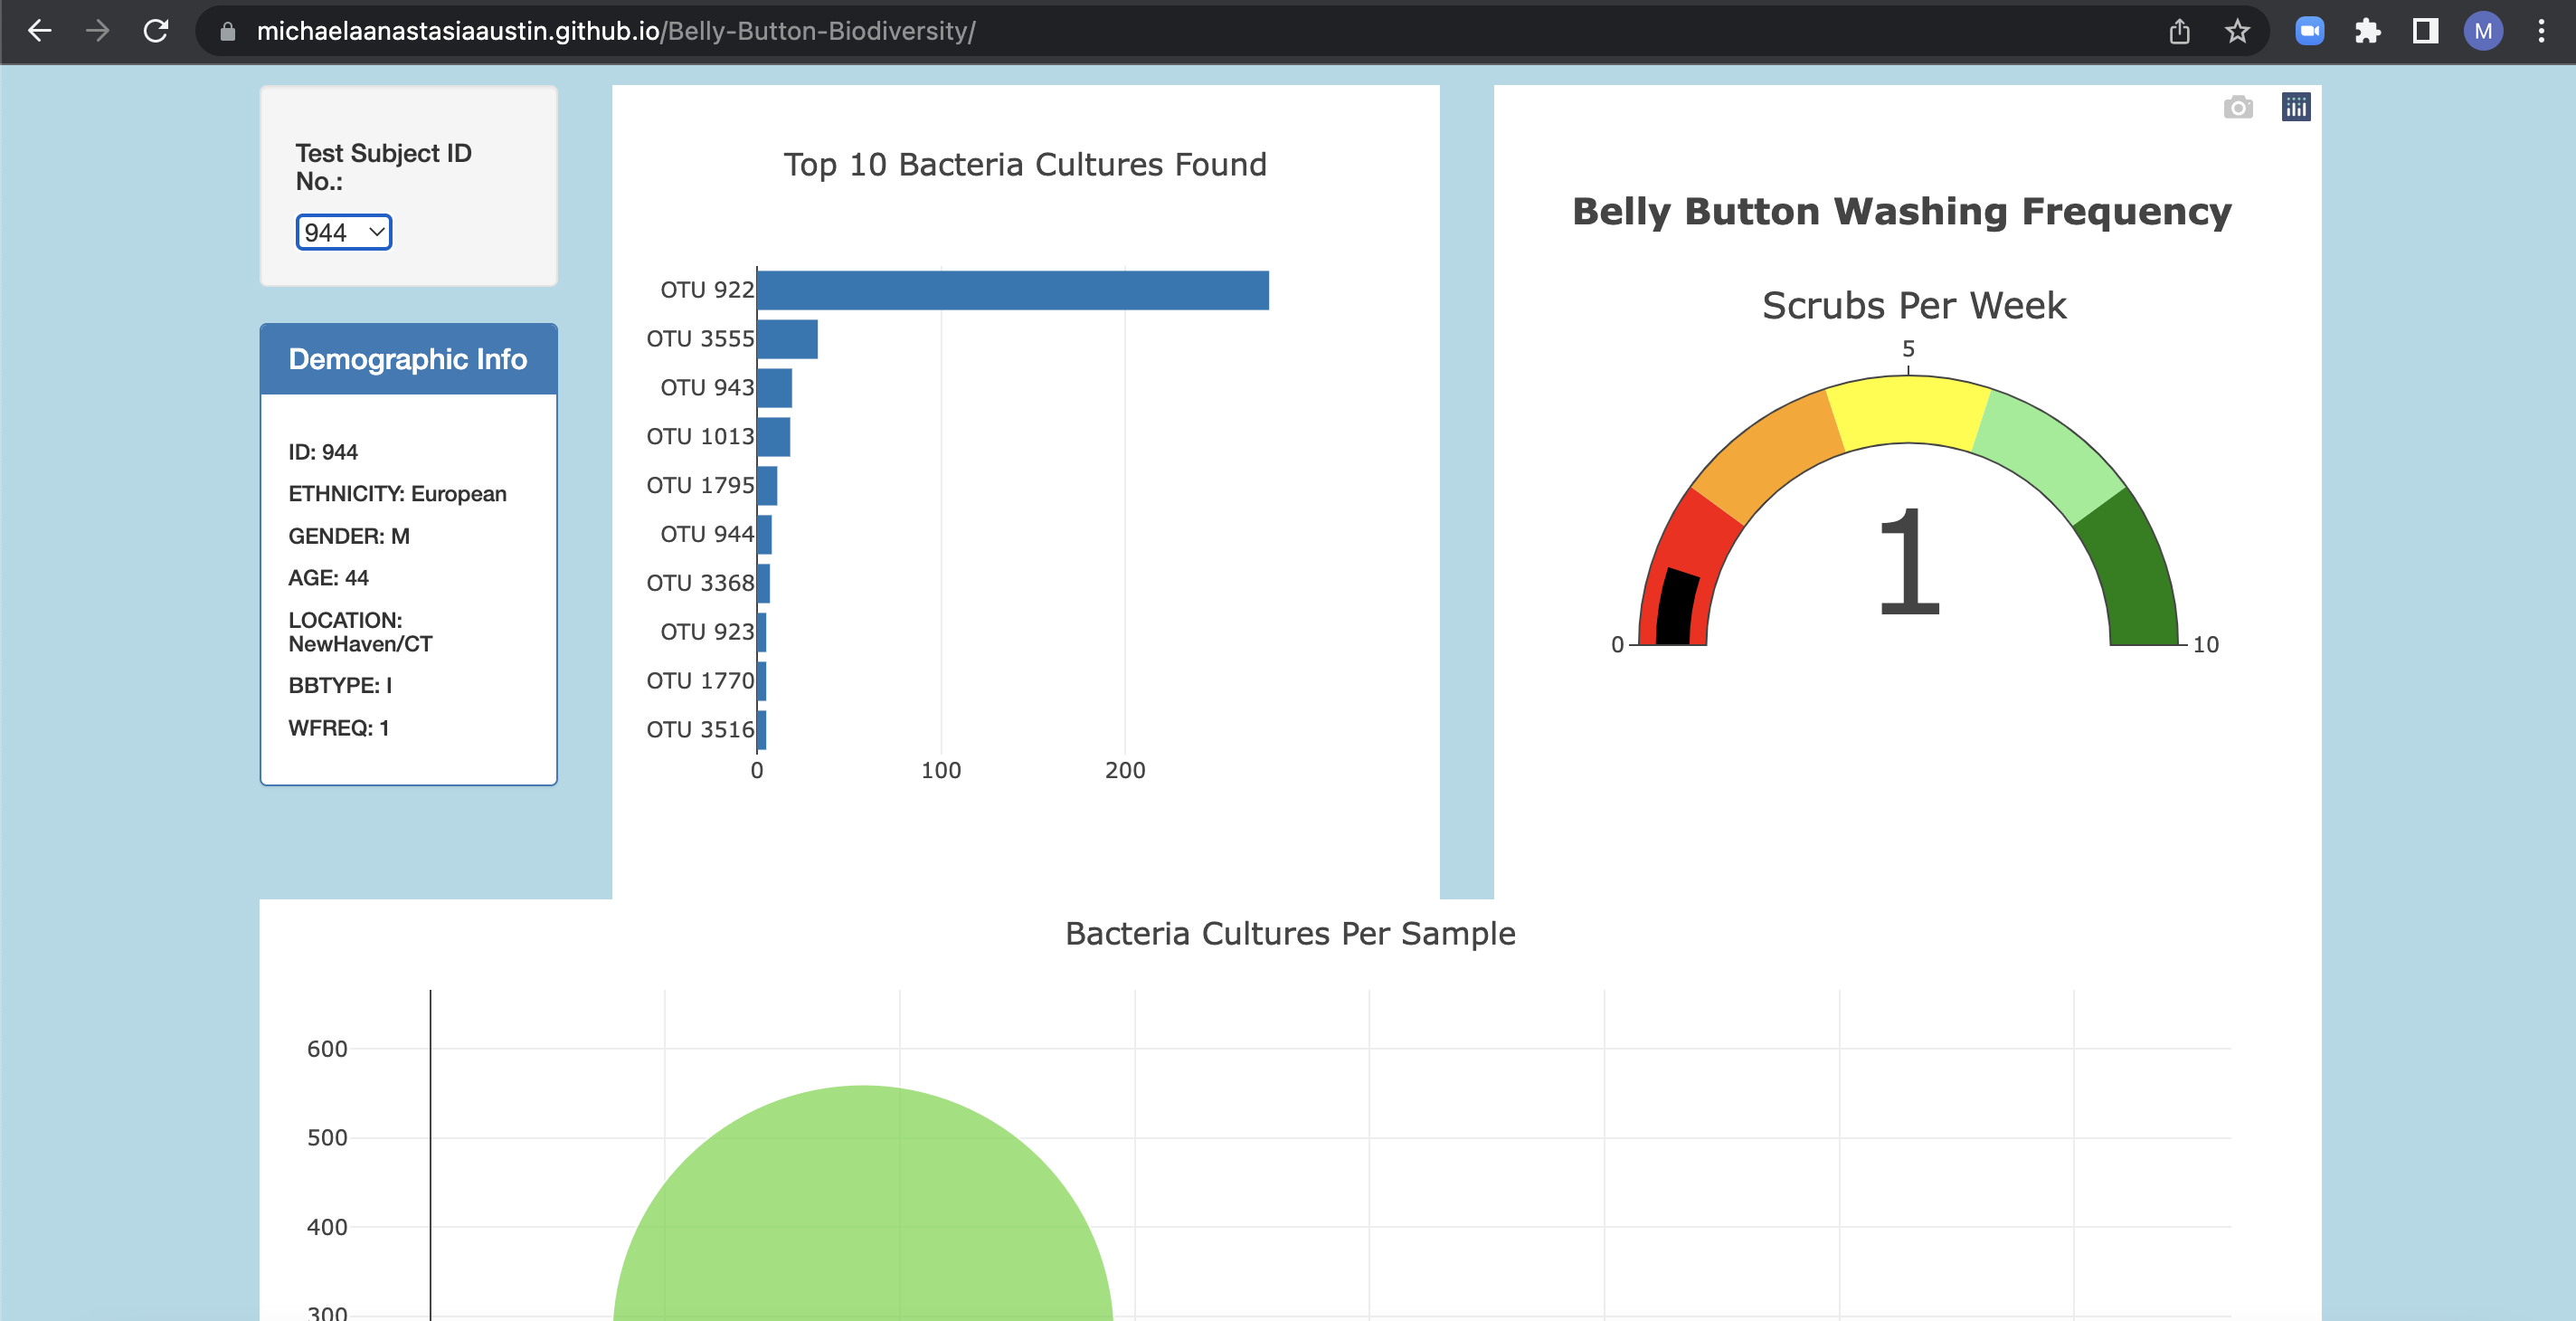 michaelaanastasiaaustin.github.io/Belly-Button-Biodiversity/
M
Test Subject ID
No.:
944
Demographic Info
ID: 944
ETHNICITY: European
GENDER: M
AGE: 44
LOCATION:
NewHaven/CT
BBTYPE: I
WFREQ: 1
Top 10 Bacteria Cultures Found
OTU 922
OTU 3555
OTU 943
OTU 1013
OTU 1795
OTU 944
OTU 3368
OTU 923
OTU 1770
OTU 3516
0 100 200
Belly Button Washing Frequency
Scrubs Per Week
5
1
0 10
Bacteria Cultures Per Sample
600
500
400
300